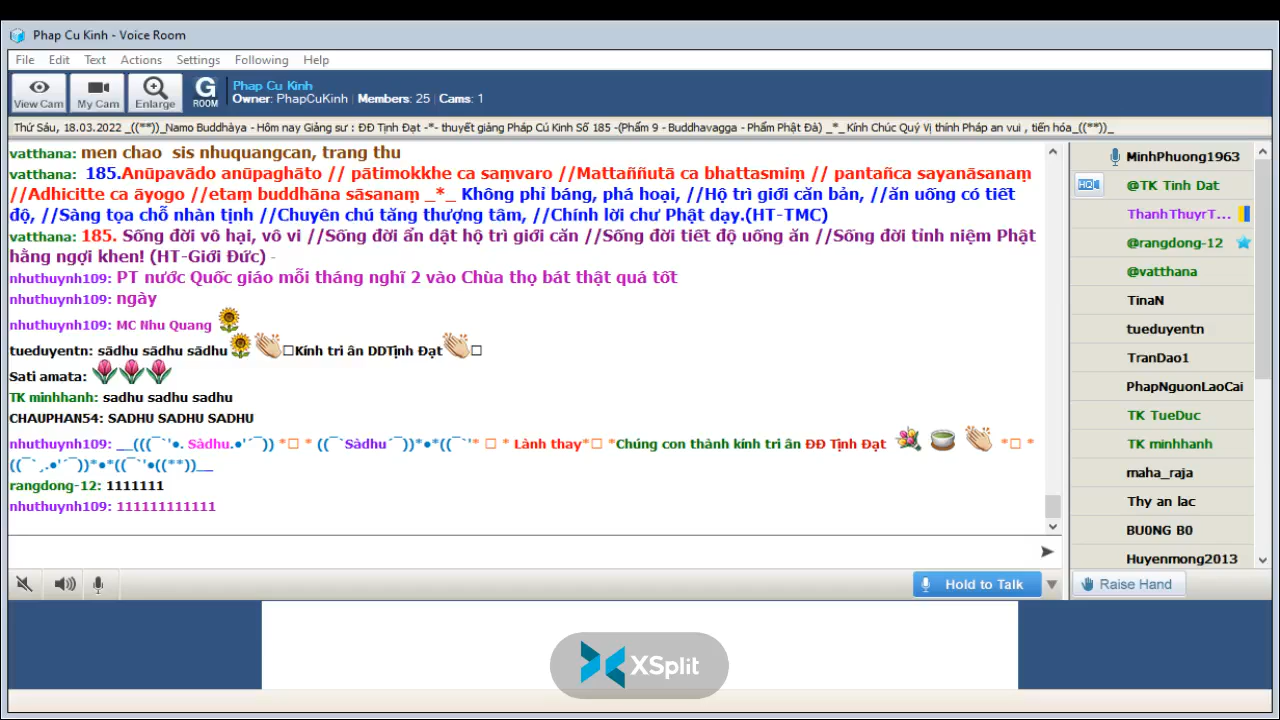 Phap Cu Kinh - Voice Room
File Edit Text Actions Settings Following Help
View Cam My Cam Enlarge G ROOM
Phap Cu Kinh
Owner: PhapCuKinh | Members: 25 | Cams: 1
Thứ Sáu, 18.03.2022 _((**))_Namo Buddhàya - Hôm nay Giảng sư : ĐĐ Tịnh Đạt -*- thuyết giảng Pháp Cú Kinh Số 185 -(Phẩm 9 - Buddhavagga - Phẩm Phật Đà) _*_ Kính Chúc Quý Vị thính Pháp an vui , tiến hóa_((**))_
vatthana: men chao sis nhuquangcan, trang thu
vatthana: 185.Anūpavādo anūpaghāto // pātimokkhe ca saṃvaro //Mattaññutā ca bhattasmiṃ // pantañca sayanāsanaṃ
//Adhicitte ca āyogo //etaṃ buddhāna sāsanaṃ _*_ Không phỉ báng, phá hoại, //Hộ trì giới căn bản, //ăn uống có tiết
độ, //Sàng tọa chỗ nhàn tịnh //Chuyên chú tăng thượng tâm, //Chính lời chư Phật dạy.(HT-TMC)
vatthana: 185. Sống đời vô hại, vô vi //Sống đời ẩn dật hộ trì giới căn //Sống đời tiết độ uống ăn //Sống đời tỉnh niệm Phật
hằng ngợi khen! (HT-Giới Đức) -
nhuthuynh109: PT nước Quốc giáo mỗi tháng nghĩ 2 vào Chùa thọ bát thật quá tốt
nhuthuynh109: ngày
nhuthuynh109: MC Nhu Quang
tueduyentn: sādhu sādhu sādhu □Kính tri ân DDTịnh Đạt □
Sati amata:
TK minhhanh: sadhu sadhu sadhu
CHAUPHAN54: SADHU SADHU SADHU
nhuthuynh109: __(((¯`'•. Sàdhu.•'´¯)) *□ * ((¯`Sàdhu´¯))*•*((¯`'* □ * Lành thay*□ *Chúng con thành kính tri ân ĐĐ Tịnh Đạt *□ *
((¯`¸.•'´¯))*•*((¯`'•((**))__
rangdong-12: 1111111
nhuthuynh109: 111111111111
Hold to Talk
MinhPhuong1963
HQ @TK Tinh Dat
ThanhThuyrT...
@rangdong-12
@vatthana
TinaN
tueduyentn
TranDao1
PhapNguonLaoCai
TK TueDuc
TK minhhanh
maha_raja
Thy an lac
BU0NG B0
Huyenmong2013
Raise Hand
XSplit